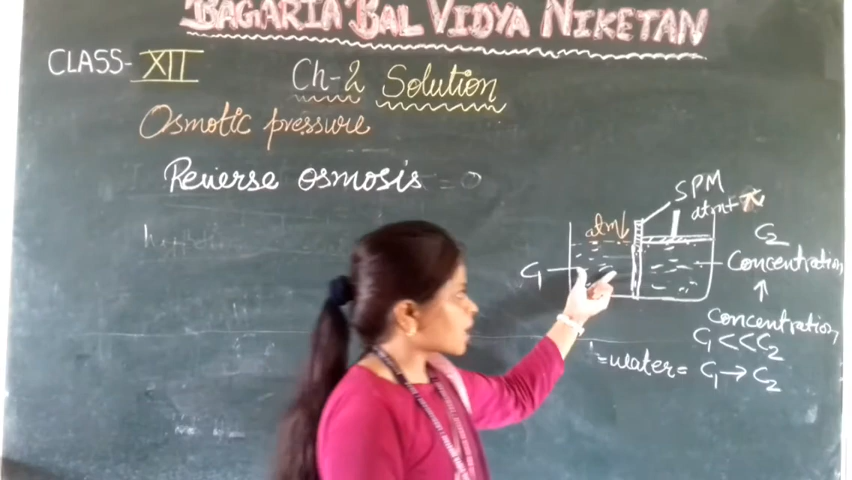 BAGARIA BAL VIDYA NIKETAN
CLASS- XII
Ch-2 Solution
Osmotic pressure
Reverse osmosis =
SPM
atm↓
atm+π
C2
C1
Concentration
↑
Concentration
C1<<C2
=water= C1→C2